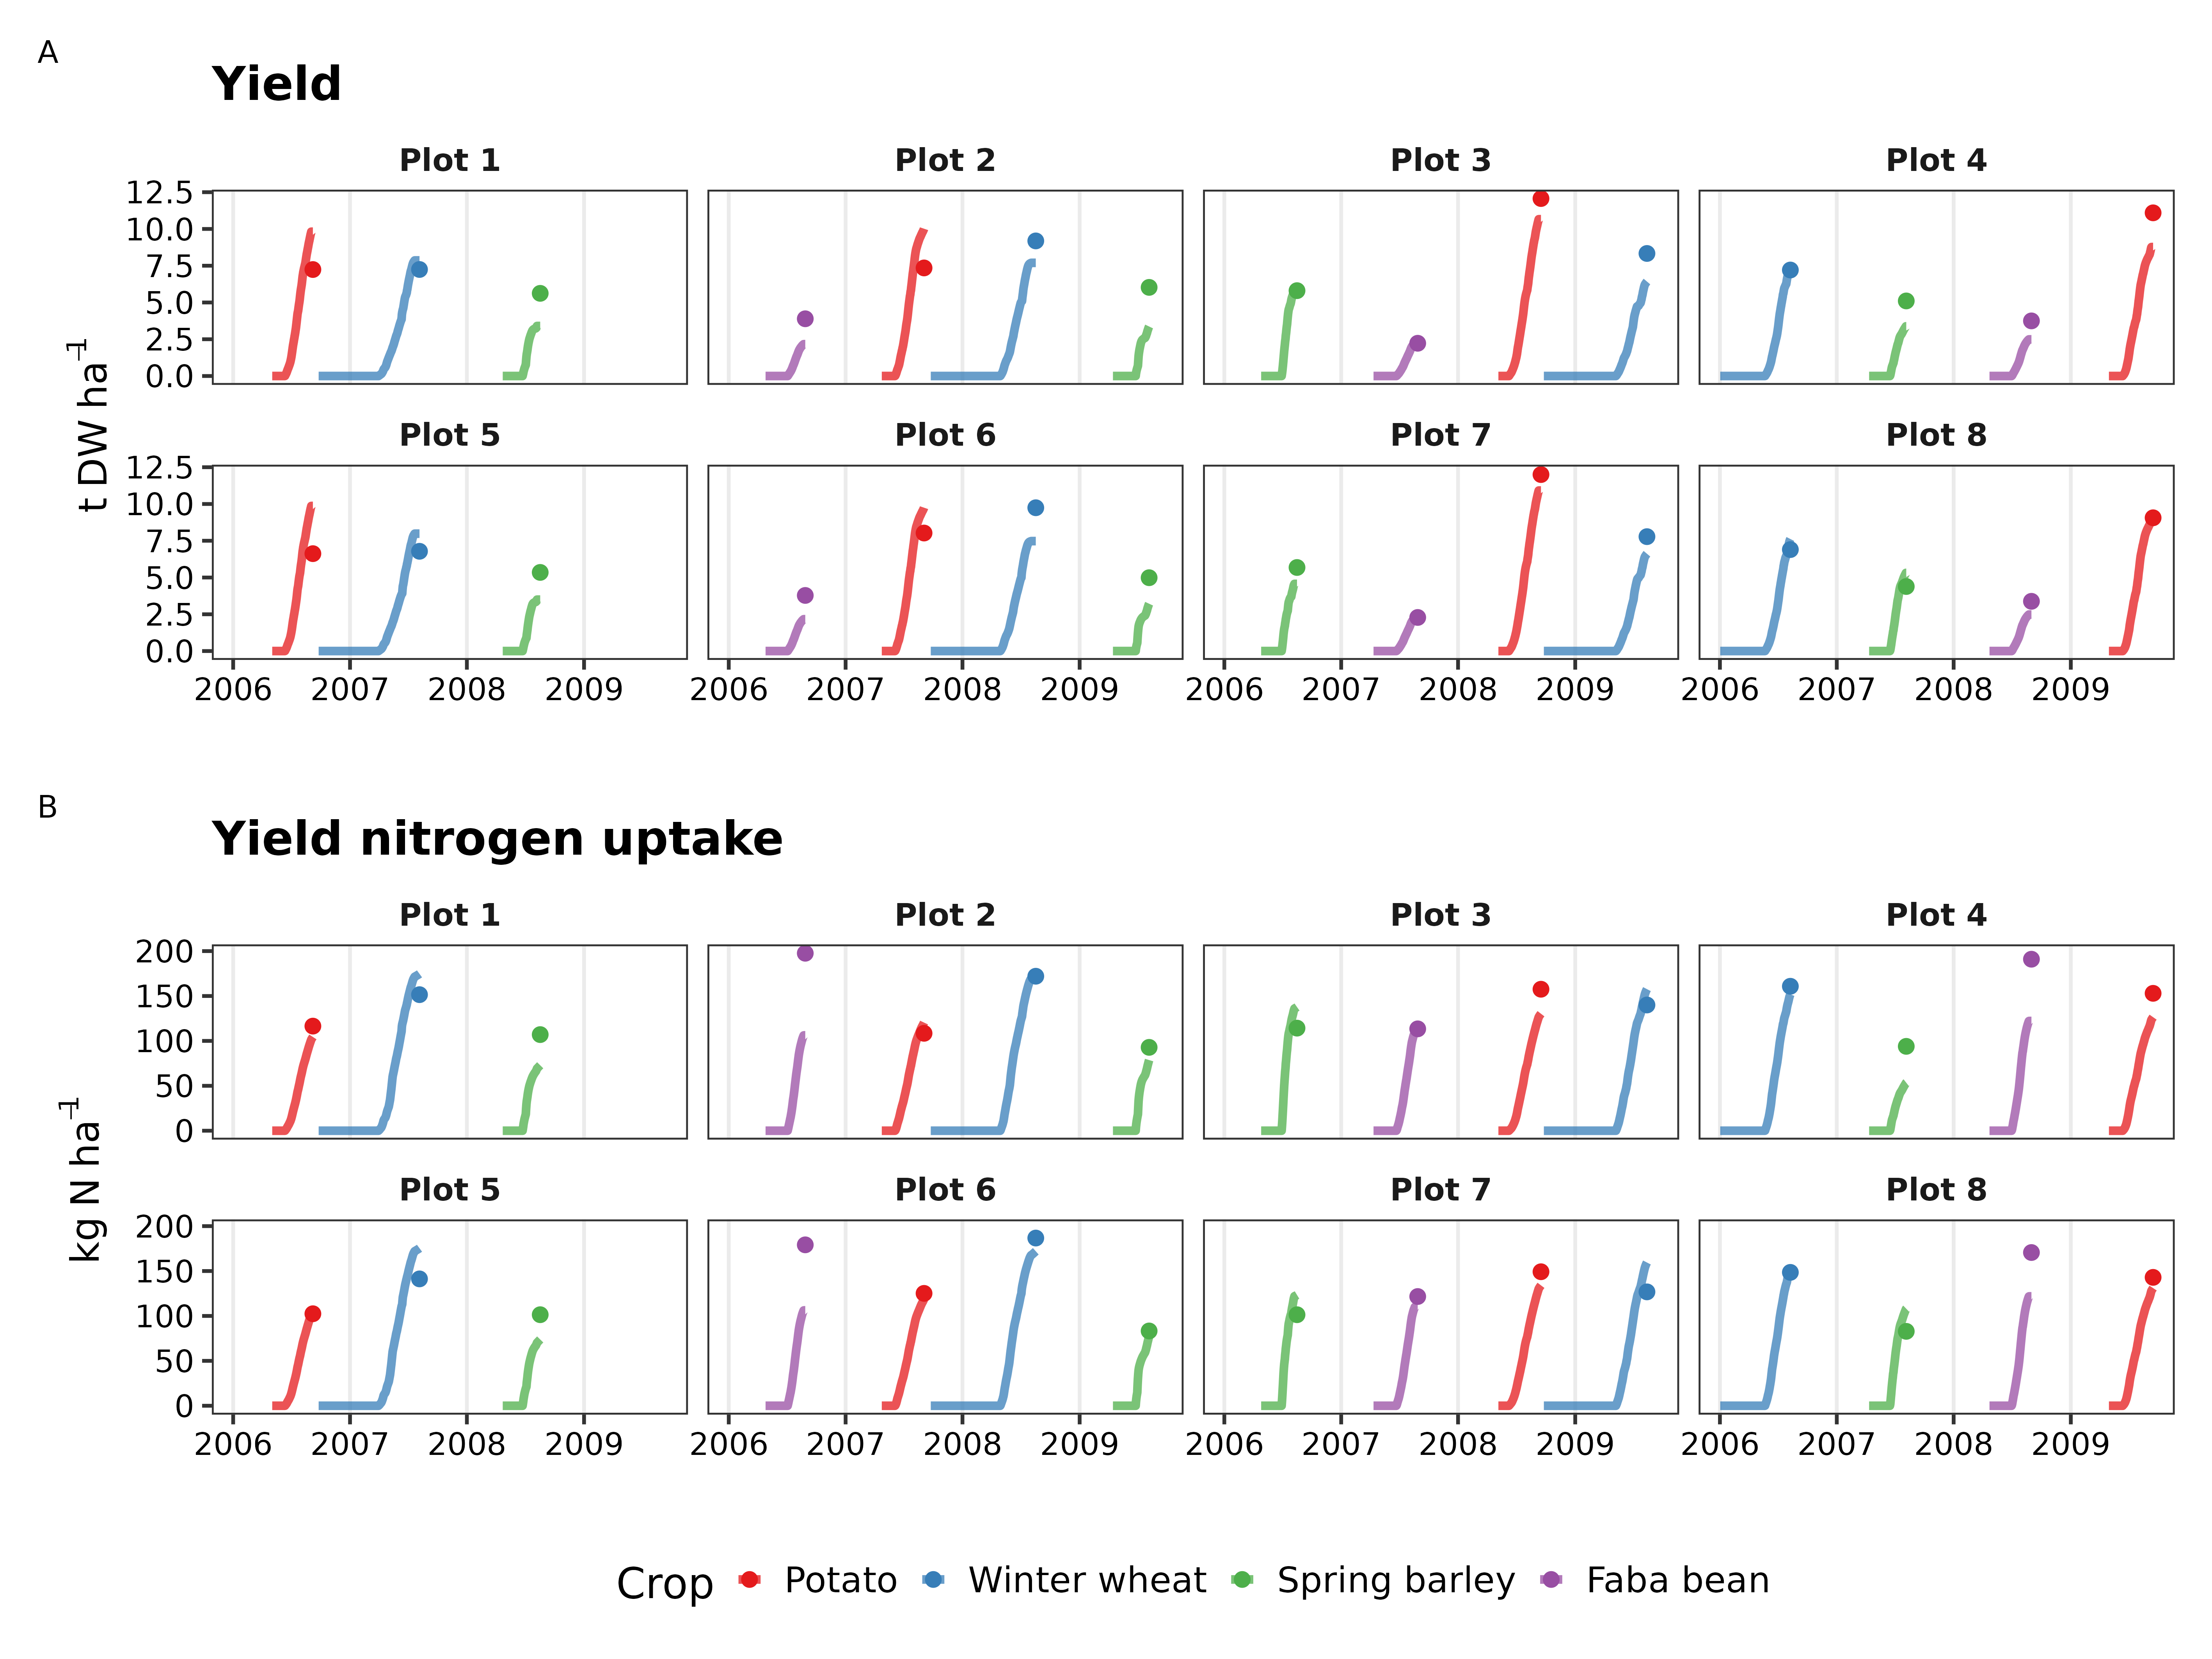 A
Yield
Plot 1 Plot 2 Plot 3 Plot 4
12.5
10.0
7.5
5.0
2.5
0.0
Plot 5 Plot 6 Plot 7 Plot 8
12.5
10.0
7.5
5.0
2.5
0.0
t DW ha⁻¹
2006 2007 2008 2009 2006 2007 2008 2009 2006 2007 2008 2009 2006 2007 2008 2009
B
Yield nitrogen uptake
Plot 1 Plot 2 Plot 3 Plot 4
200
150
100
50
0
Plot 5 Plot 6 Plot 7 Plot 8
200
150
100
50
0
kg N ha⁻¹
2006 2007 2008 2009 2006 2007 2008 2009 2006 2007 2008 2009 2006 2007 2008 2009
Crop Potato Winter wheat Spring barley Faba bean